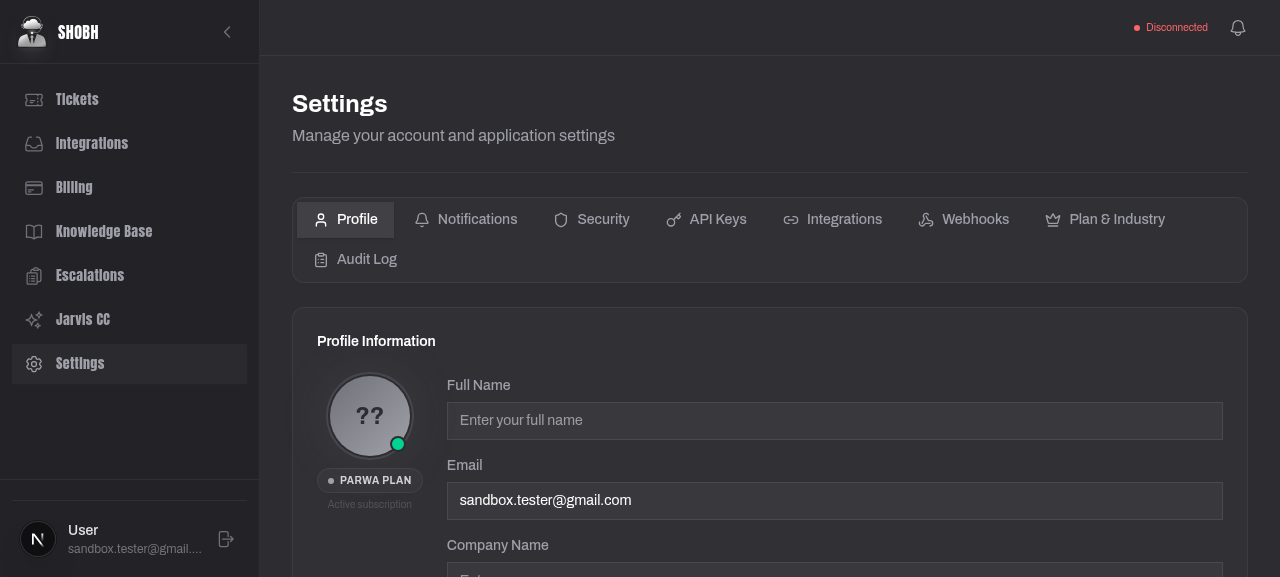 SHOBH
Disconnected
Tickets
Integrations
Billing
Knowledge Base
Escalations
Jarvis CC
Settings
User
sandbox.tester@gmail....
Settings
Manage your account and application settings
Profile
Notifications
Security
API Keys
Integrations
Webhooks
Plan & Industry
Audit Log
Profile Information
??
PARWA PLAN
Active subscription
Full Name
Enter your full name
Email
sandbox.tester@gmail.com
Company Name